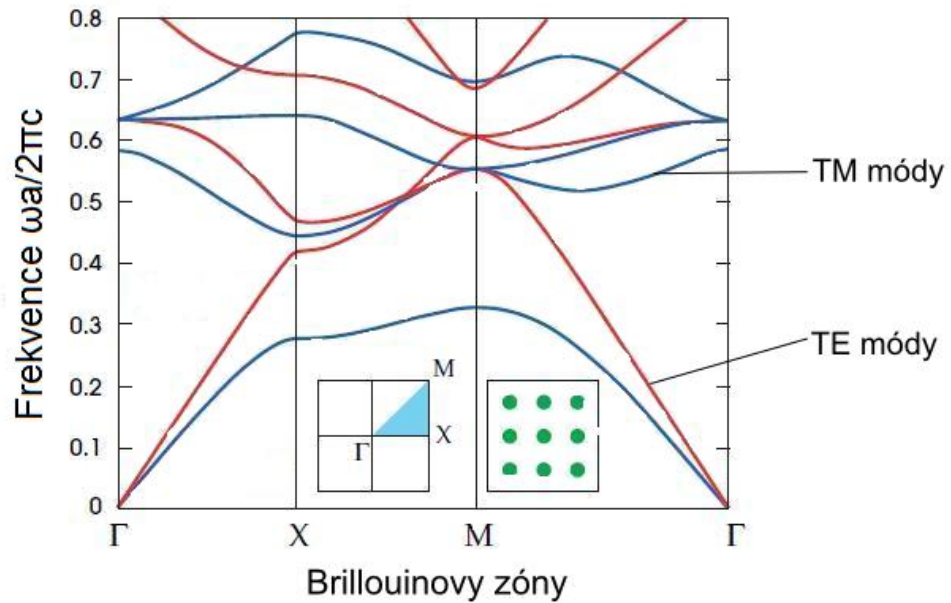 Frekvence ωa/2πc
0.8
0.7
0.6
0.5
0.4
0.3
0.2
0.1
0
TM módy
TE módy
M
X
Γ
Γ
X
M
Γ
Brillouinovy zóny